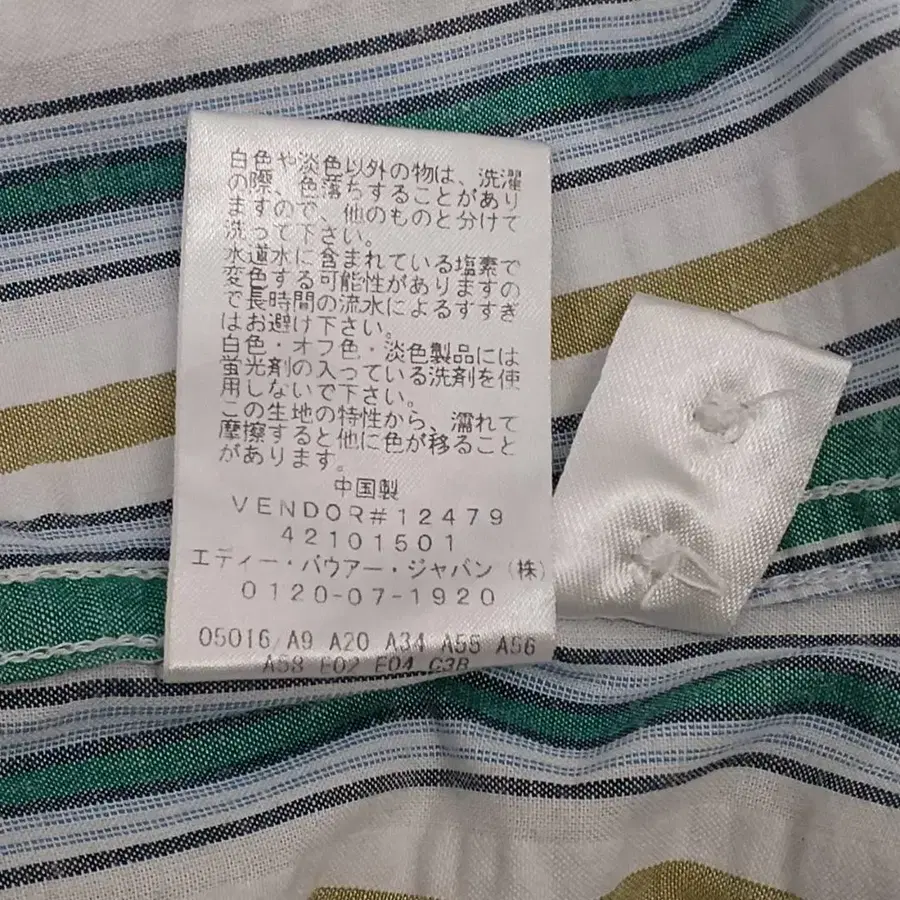 白色や淡色以外の物は、洗濯
の際、色落ちすることがあり
ますので、他のものと分けて
洗って下さい。
水道水に含まれている塩素で
変色する可能性がありますの
で長時間の流水によるすすぎ
はお避け下さい。
白色・オフ色・淡色製品には
蛍光剤の入っている洗剤を使
用しないで下さい。
この生地の特性から、濡れて
摩擦すると他に色が移ること
があります。
中国製
VENDOR#12479
42101501
エディー・バウアー・ジャパン(株)
0120-07-1920
05016/A9 A20 A34 A55 A56
A58 F02 F04 C3B